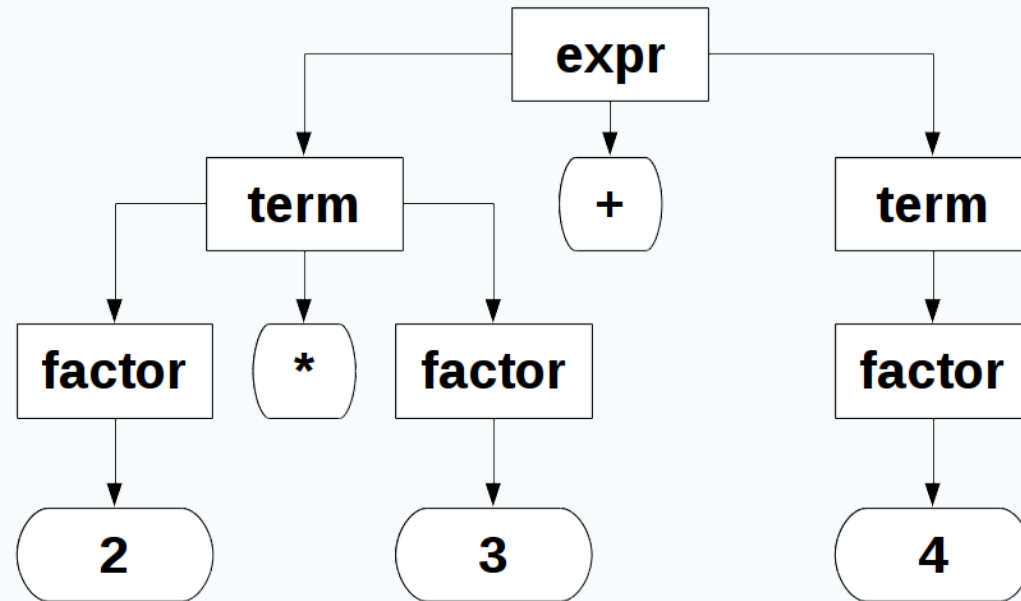 expr
term + term
factor * factor factor
2 3 4